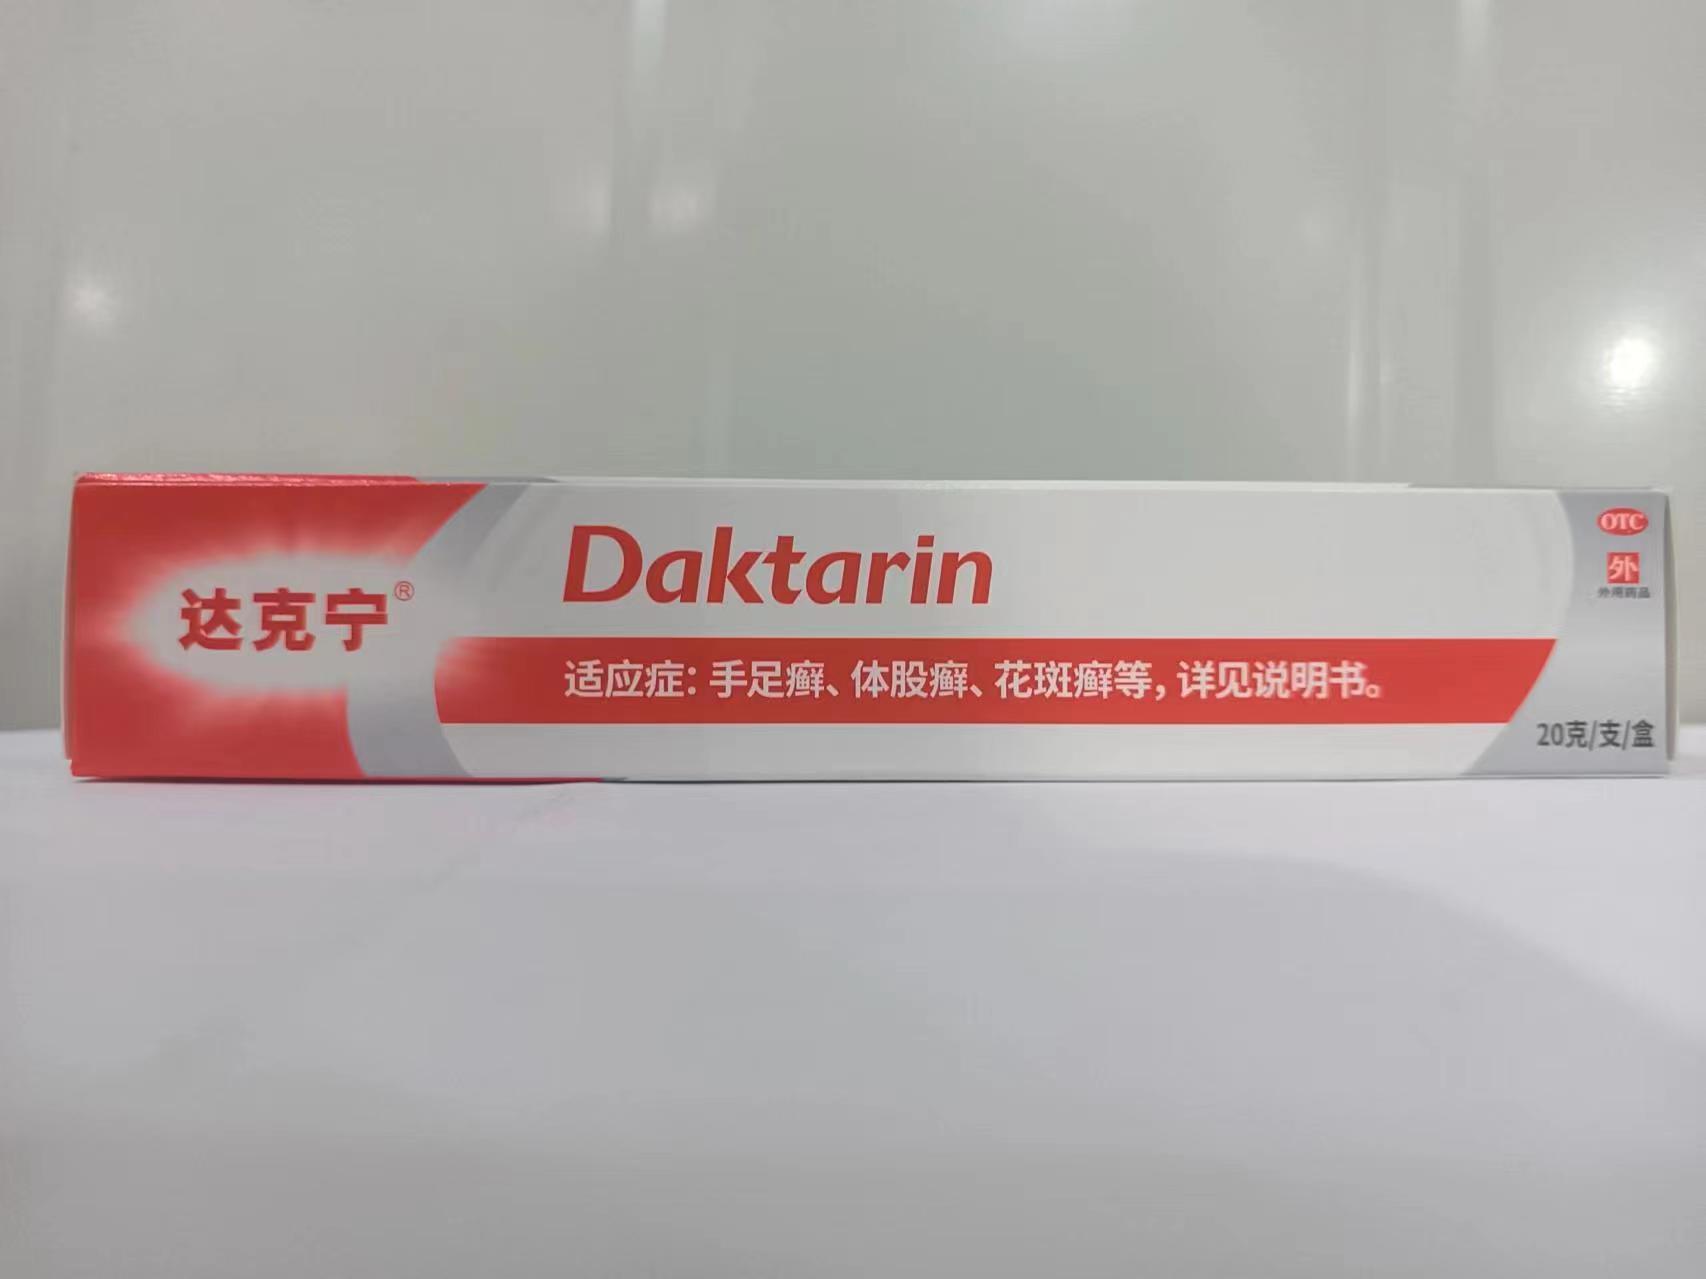 达克宁®
Daktarin
适应症：手足癣、体股癣、花斑癣等，详见说明书。
OTC
外
外用药品
20克/支/盒